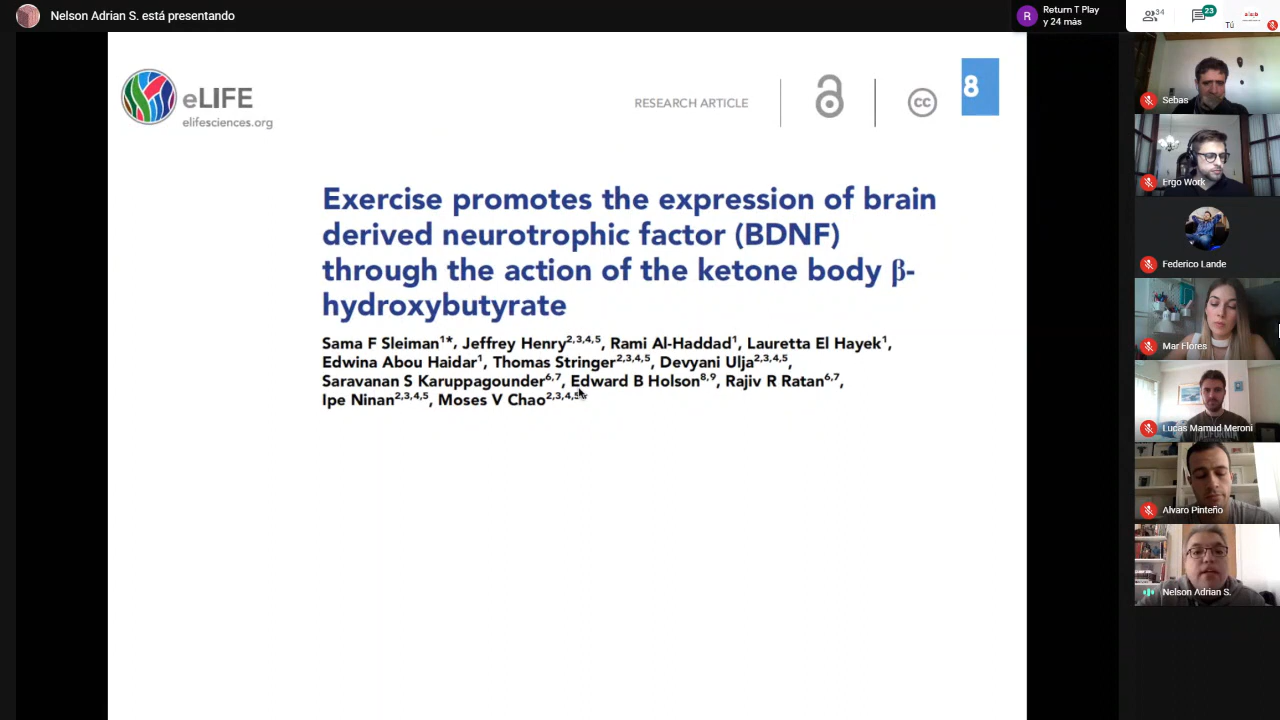 Nelson Adrian S. está presentando
R
Return T Play
y 24 más
34
23
Tú
eLIFE
elifesciences.org
RESEARCH ARTICLE
cc
8
Exercise promotes the expression of brain
derived neurotrophic factor (BDNF)
through the action of the ketone body β-
hydroxybutyrate
Sama F Sleiman1*, Jeffrey Henry2,3,4,5, Rami Al-Haddad1, Lauretta El Hayek1,
Edwina Abou Haidar1, Thomas Stringer2,3,4,5, Devyani Ulja2,3,4,5,
Saravanan S Karuppagounder6,7, Edward B Holson8,9, Rajiv R Ratan6,7,
Ipe Ninan2,3,4,5, Moses V Chao2,3,4,5*
Sebas
Ergo Work
Federico Lande
Mar Flores
Lucas Mamud Meroni
Alvaro Pinteño
Nelson Adrian S.